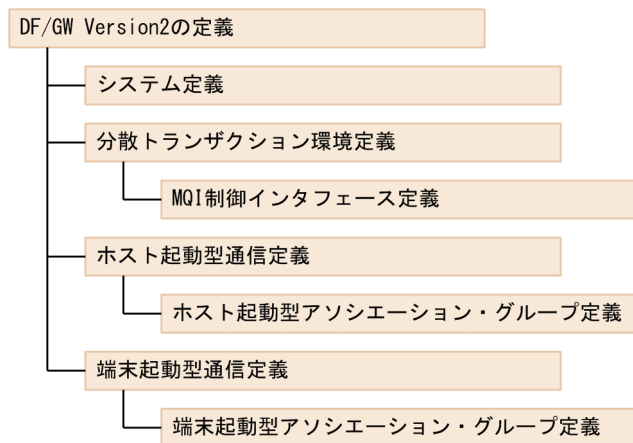 DF/GW Version2の定義
システム定義
分散トランザクション環境定義
MQI制御インタフェース定義
ホスト起動型通信定義
ホスト起動型アソシエーション・グループ定義
端末起動型通信定義
端末起動型アソシエーション・グループ定義